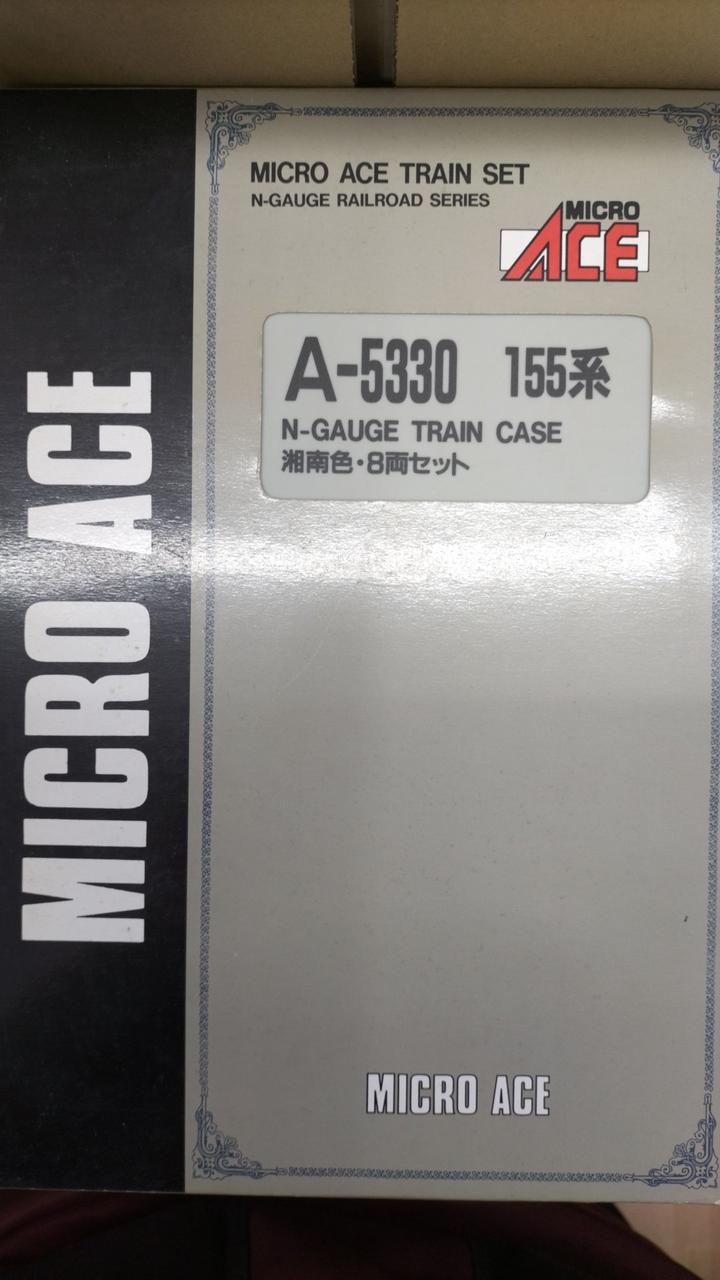 MICRO ACE
MICRO ACE TRAIN SET
N-GAUGE RAILROAD SERIES
MICRO
ACE
A-5330 155系
N-GAUGE TRAIN CASE
湘南色・8両セット
MICRO ACE